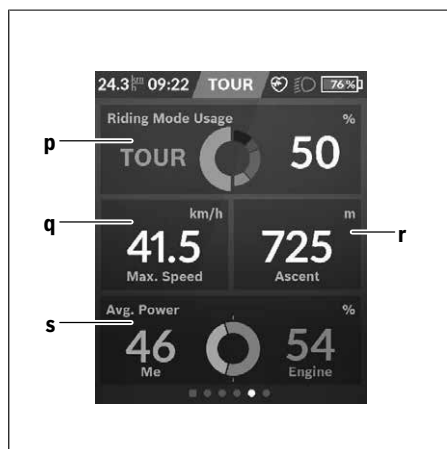 24.3 km/h 09:22 TOUR 76 %
Riding Mode Usage %
p TOUR 50
q km/h m r
41.5 725
Max. Speed Ascent
s Avg. Power %
46 54
Me Engine